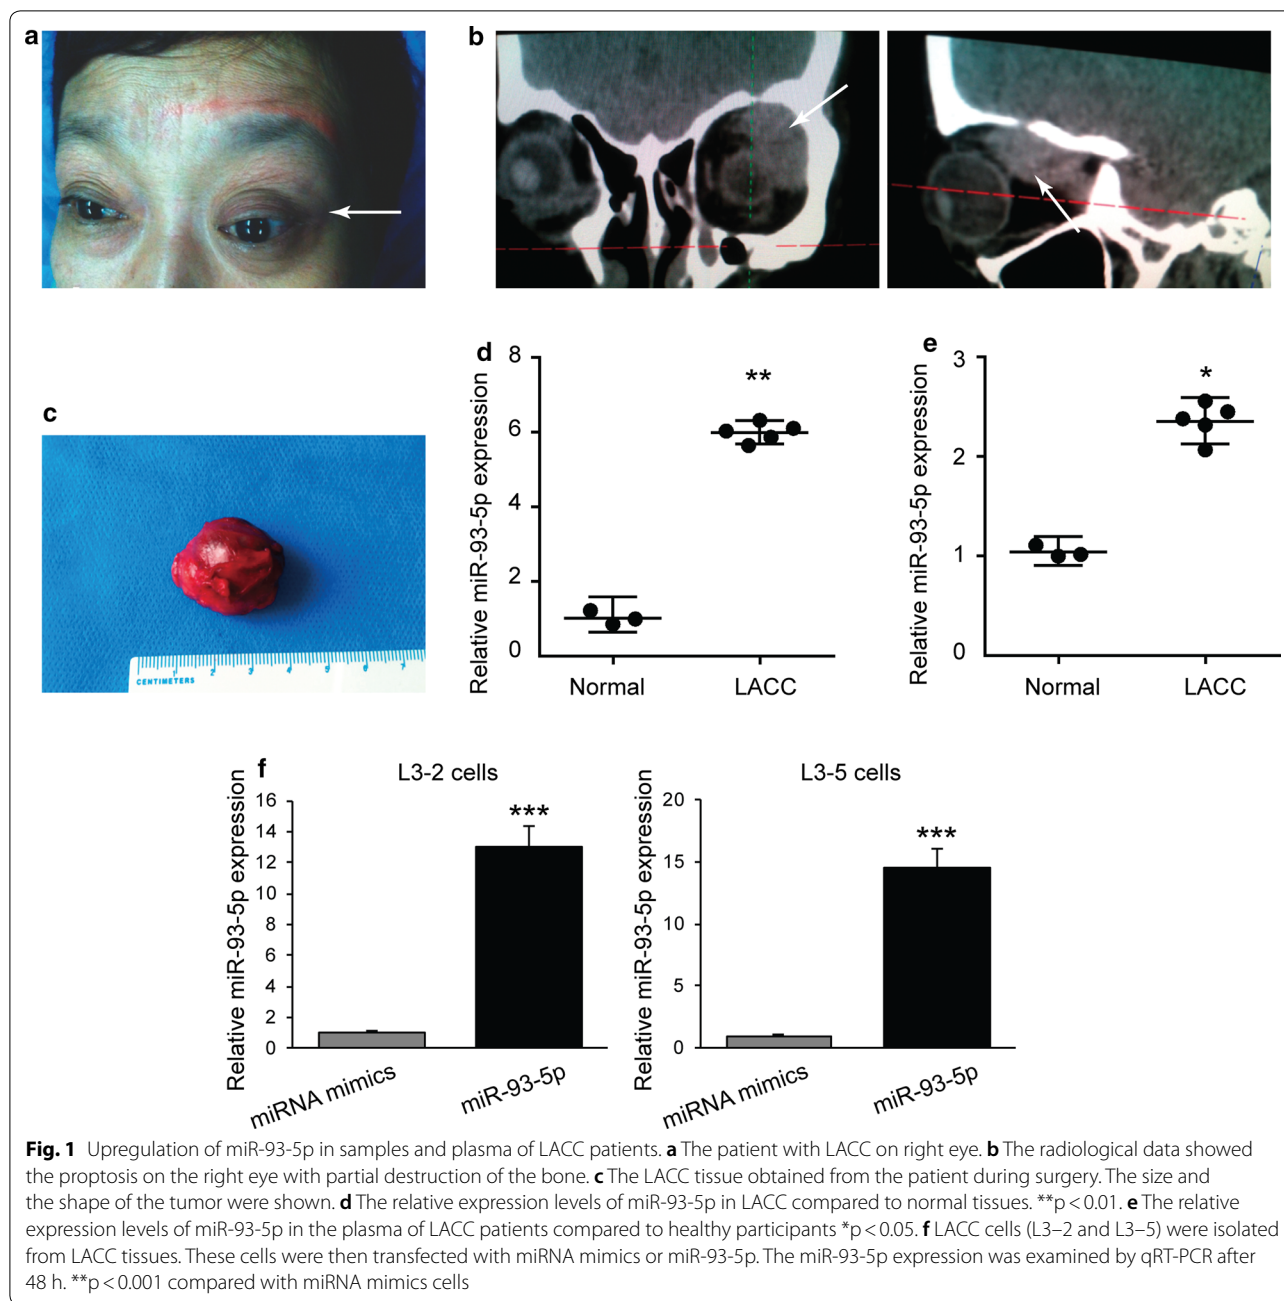 a
b
c
CENTIMETERS
1 2 3 4 5 6 7
d
Relative miR-93-5p expression
8
6
4
2
0
**
Normal LACC
e
Relative miR-93-5p expression
3
2
1
0
*
Normal LACC
f
L3-2 cells
Relative miR-93-5p expression
16
14
12
10
8
6
4
2
0
***
miRNA mimics miR-93-5p
L3-5 cells
Relative miR-93-5p expression
20
15
10
5
0
***
miRNA mimics miR-93-5p
Fig. 1 Upregulation of miR-93-5p in samples and plasma of LACC patients. a The patient with LACC on right eye. b The radiological data showed
the proptosis on the right eye with partial destruction of the bone. c The LACC tissue obtained from the patient during surgery. The size and
the shape of the tumor were shown. d The relative expression levels of miR-93-5p in LACC compared to normal tissues. **p < 0.01. e The relative
expression levels of miR-93-5p in the plasma of LACC patients compared to healthy participants *p < 0.05. f LACC cells (L3–2 and L3–5) were isolated
from LACC tissues. These cells were then transfected with miRNA mimics or miR-93-5p. The miR-93-5p expression was examined by qRT-PCR after
48 h. **p < 0.001 compared with miRNA mimics cells